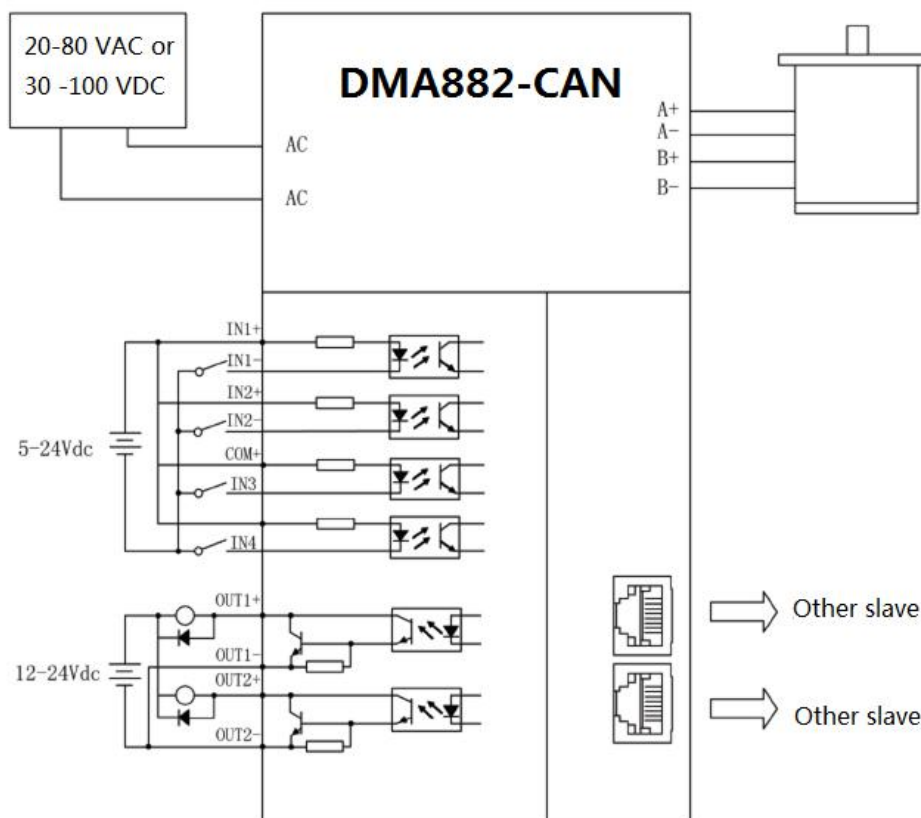 20-80 VAC or
30 -100 VDC
DMA882-CAN
AC
AC
A+
A-
B+
B-
IN1+
IN1-
IN2+
IN2-
COM+
IN3
IN4
5-24Vdc
OUT1+
OUT1-
OUT2+
OUT2-
12-24Vdc
Other slave
Other slave